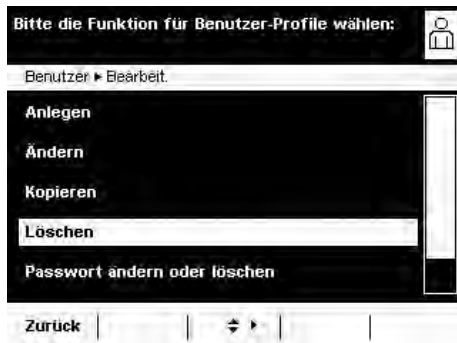 Bitte die Funktion für Benutzer-Profile wählen:
Benutzer ▸ Bearbeit.
Anlegen
Ändern
Kopieren
Löschen
Passwort ändern oder löschen
Zurück